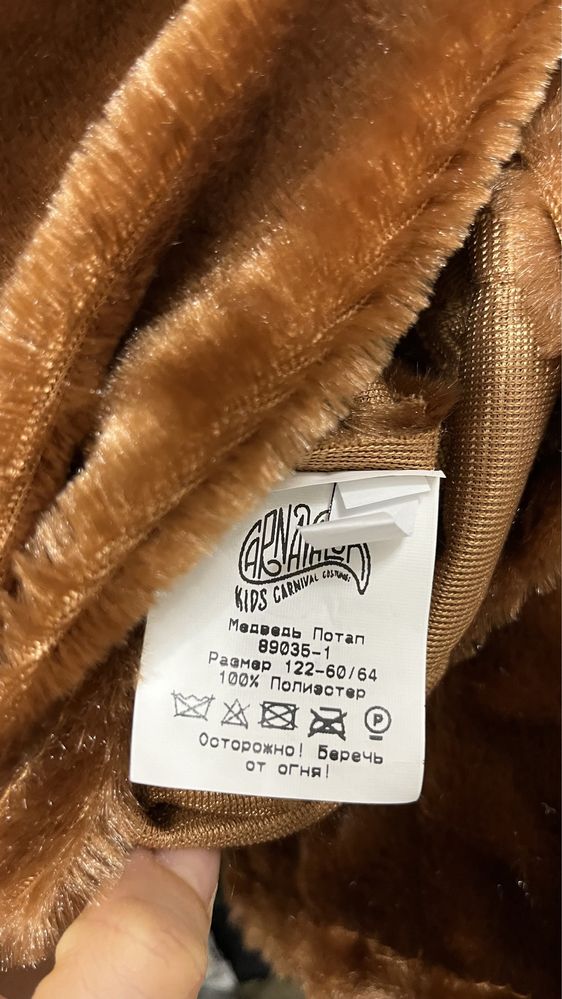 KIDS CARNIVAL COSTUMES
Медведь Потап
89035-1
Размер 122-60/64
100% Полиэстер
P
Осторожно! Беречь
от огня!